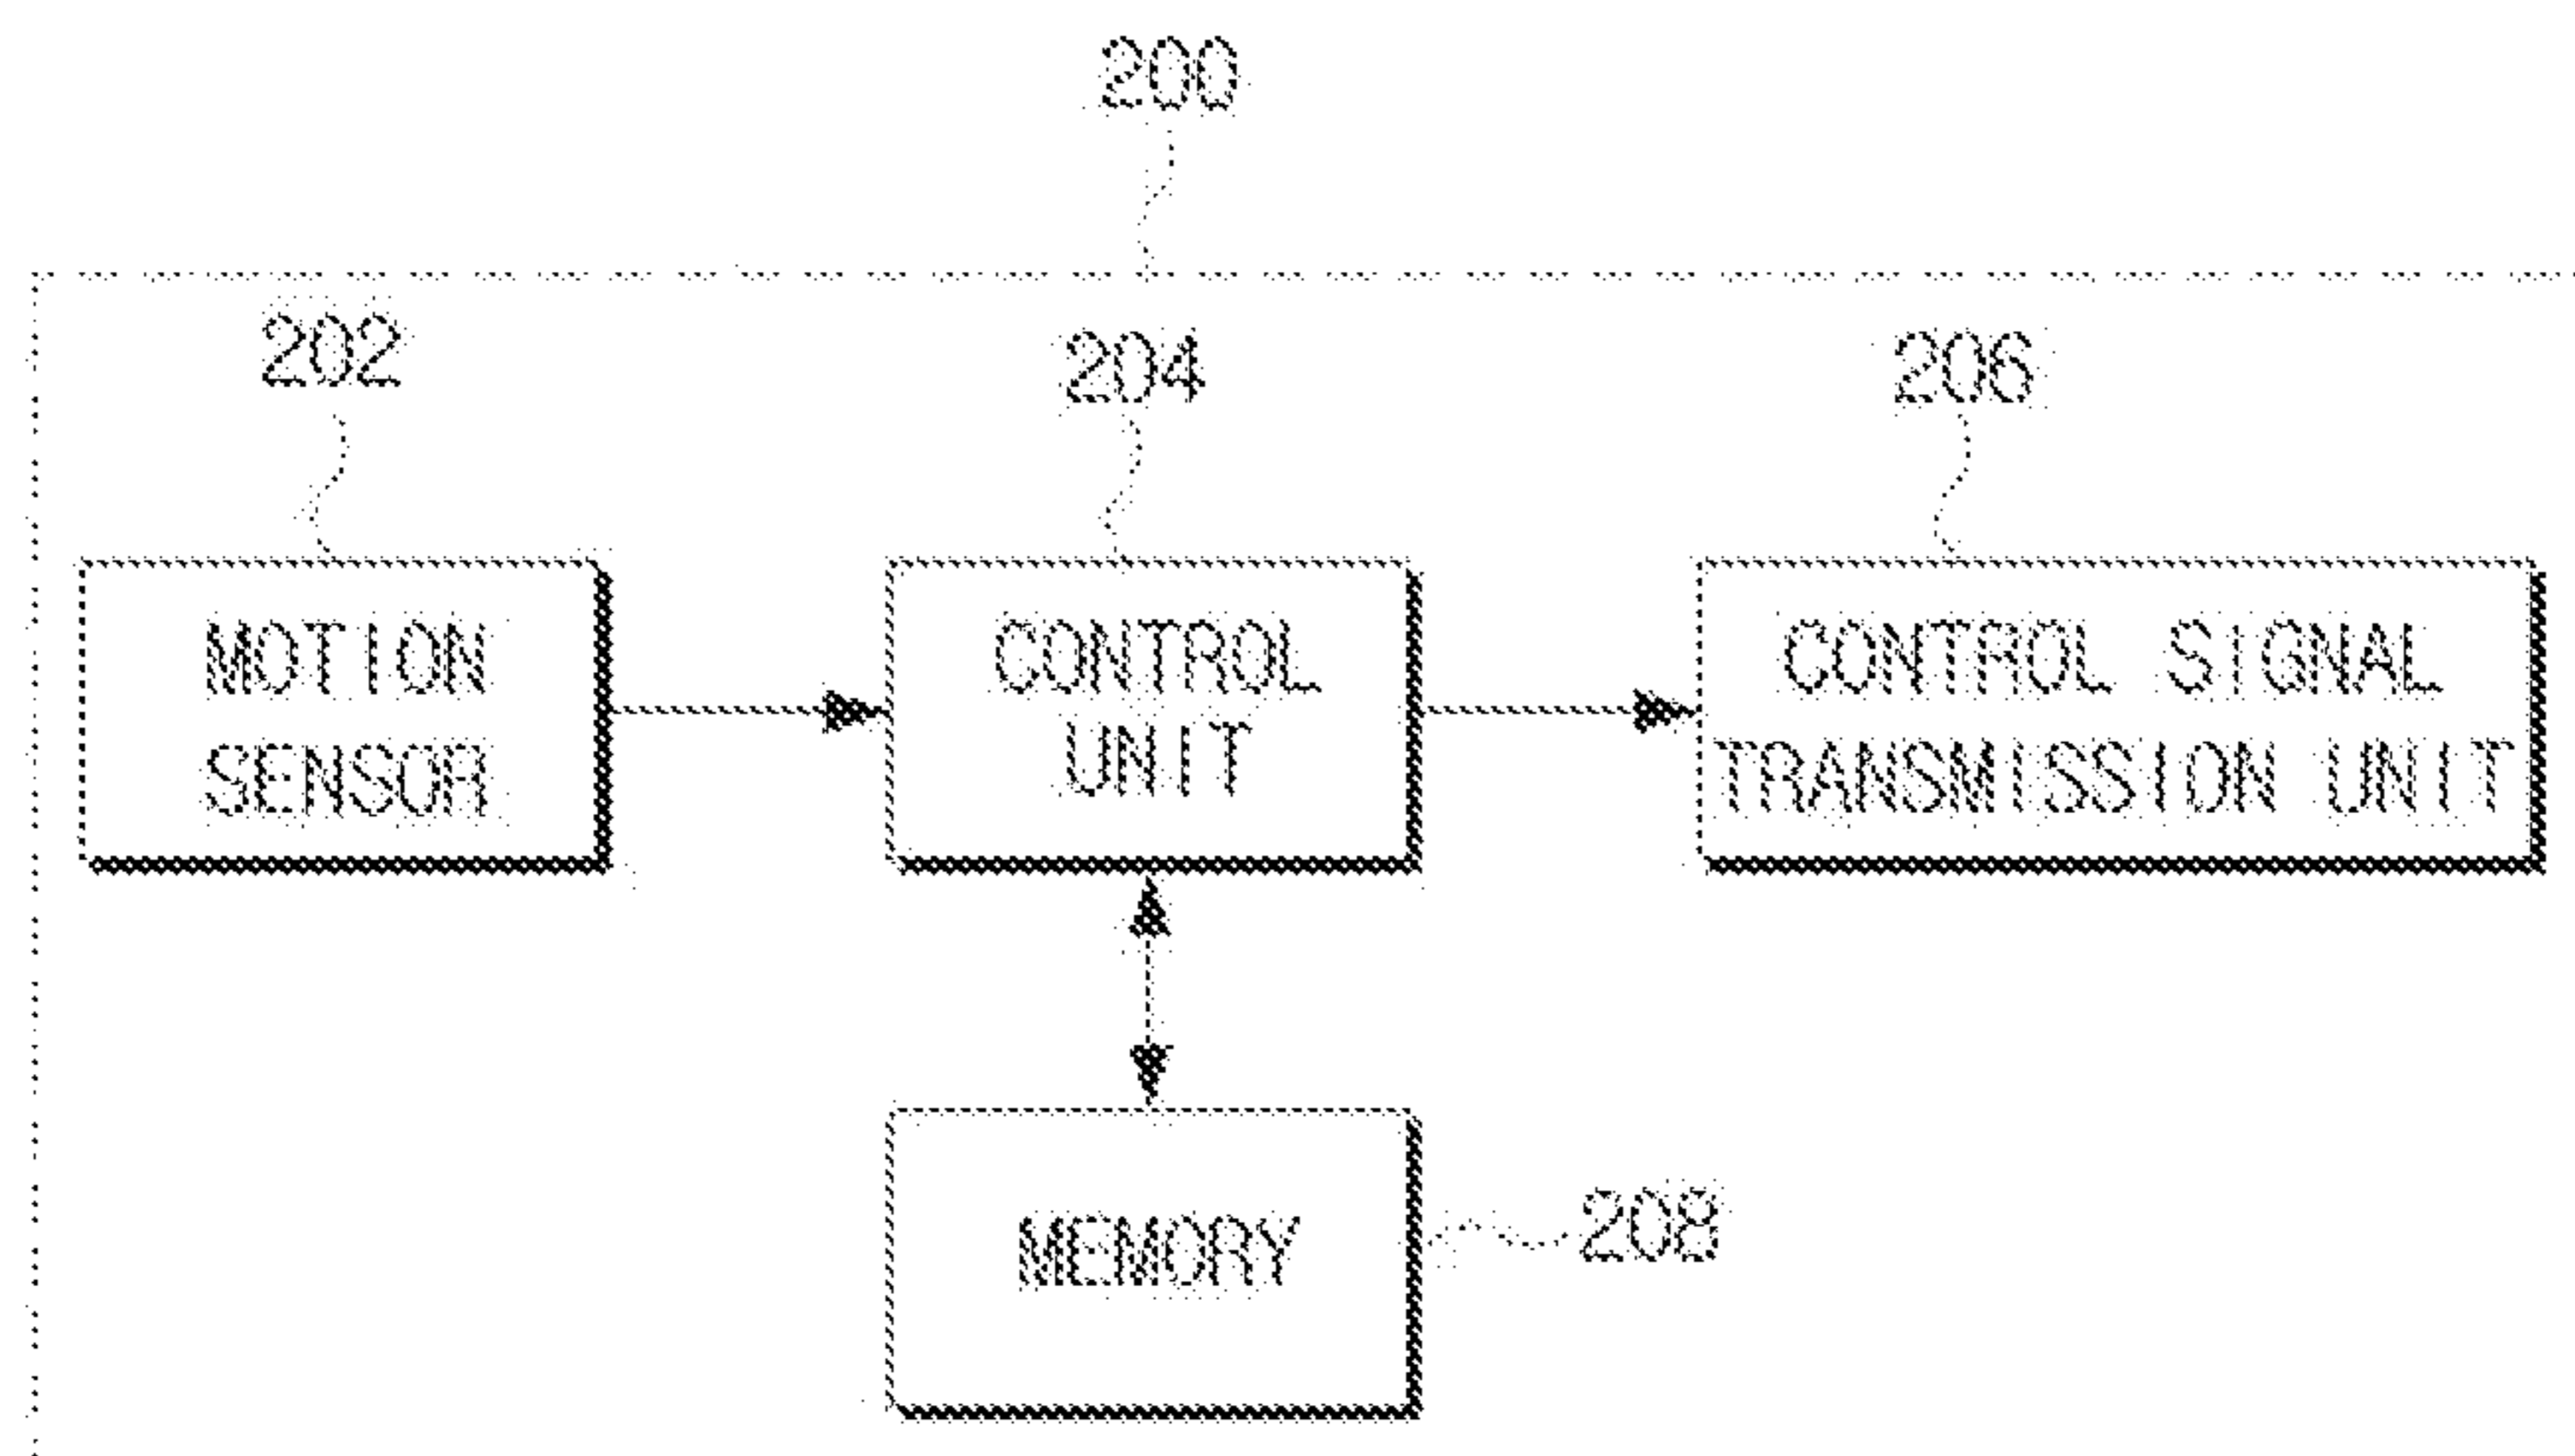 200
202
204
206
MOTION
SENSOR
CONTROL
UNIT
CONTROL SIGNAL
TRANSMISSION UNIT
MEMORY
208